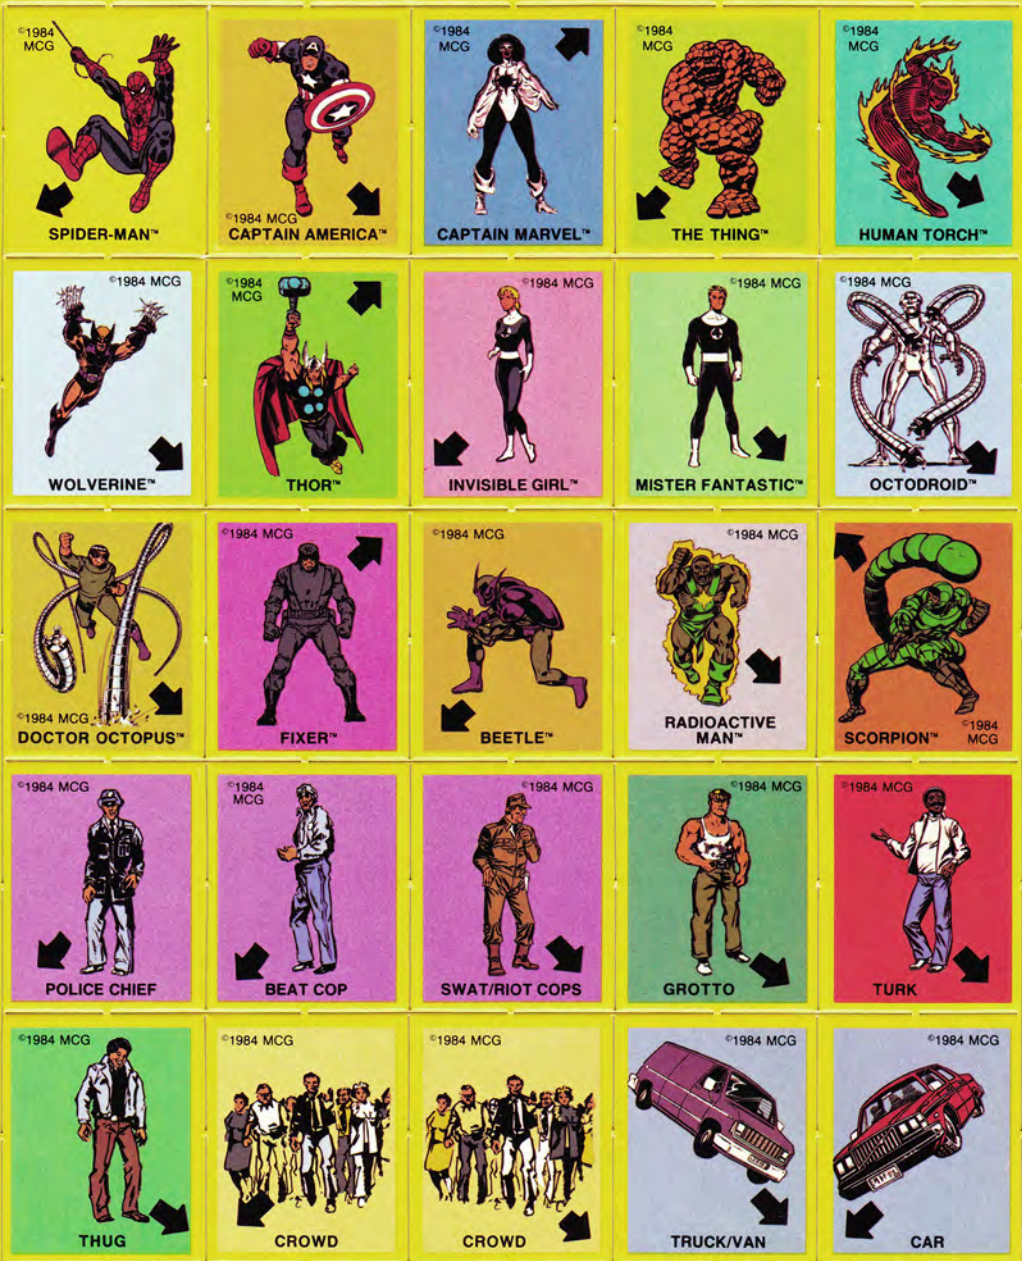 ©1984
MCG
SPIDER-MAN™
©1984 MCG
CAPTAIN AMERICA™
©1984
MCG
CAPTAIN MARVEL™
©1984
MCG
THE THING™
©1984
MCG
HUMAN TORCH™
©1984 MCG
WOLVERINE™
©1984
MCG
THOR™
©1984 MCG
INVISIBLE GIRL™
©1984 MCG
MISTER FANTASTIC™
©1984 MCG
OCTODROID™
©1984 MCG
DOCTOR OCTOPUS™
©1984 MCG
FIXER™
©1984 MCG
BEETLE™
©1984 MCG
RADIOACTIVE
MAN™
SCORPION™
©1984
MCG
©1984 MCG
POLICE CHIEF
©1984
MCG
BEAT COP
©1984 MCG
SWAT/RIOT COPS
©1984 MCG
GROTTO
©1984 MCG
TURK
©1984 MCG
THUG
©1984 MCG
CROWD
©1984 MCG
CROWD
©1984 MCG
TRUCK/VAN
©1984 MCG
CAR